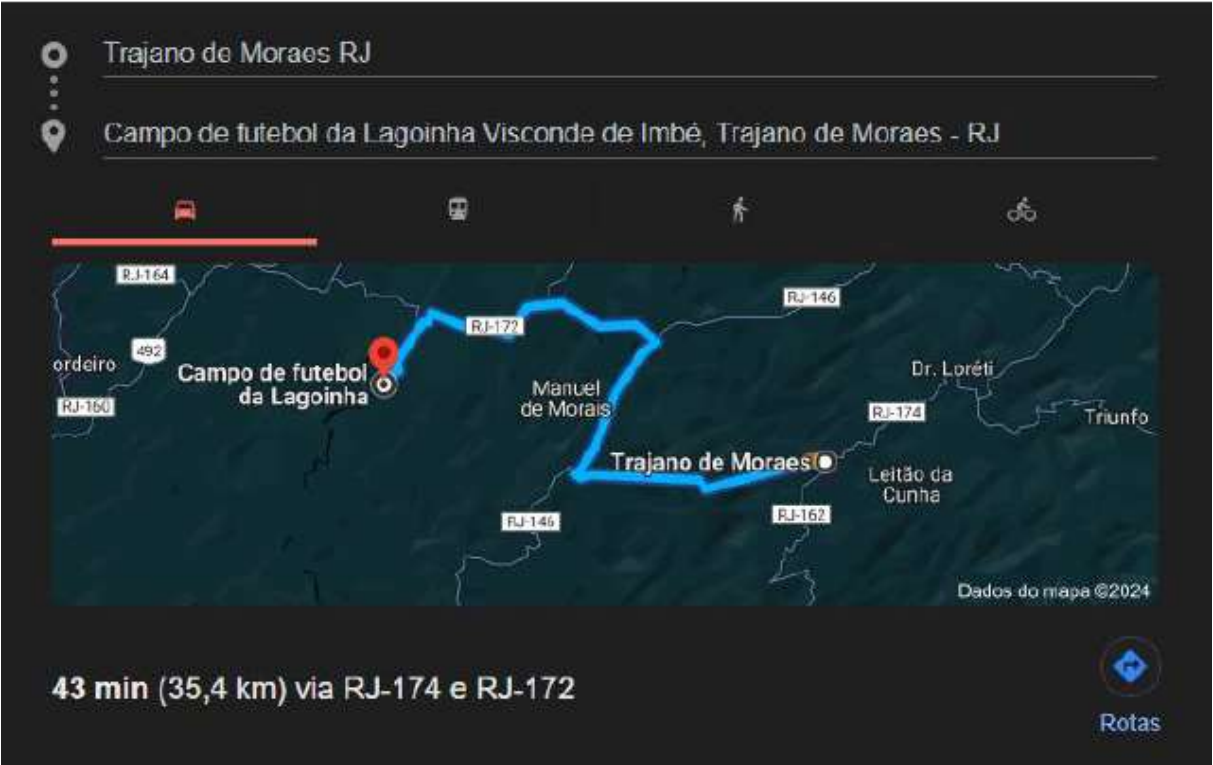 Trajano de Moraes RJ
Campo de futebol da Lagoinha Visconde de Imbé, Trajano de Moraes - RJ
RJ-164
RJ-146
RJ-172
492
ordeiro
Campo de futebol
da Lagoinha
RJ-160
Manuel
de Morais
Dr. Loréti
RJ-174
Triunfo
Trajano de Moraes
Leitão da
Cunha
RJ-146
RJ-162
Dados do mapa ©2024
43 min (35,4 km) via RJ-174 e RJ-172
Rotas